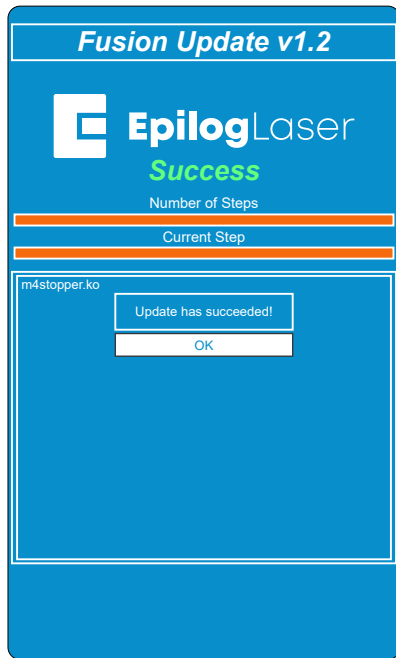 Fusion Update v1.2
EpilogLaser
Success
Number of Steps
Current Step
m4stopper.ko
Update has succeeded!
OK